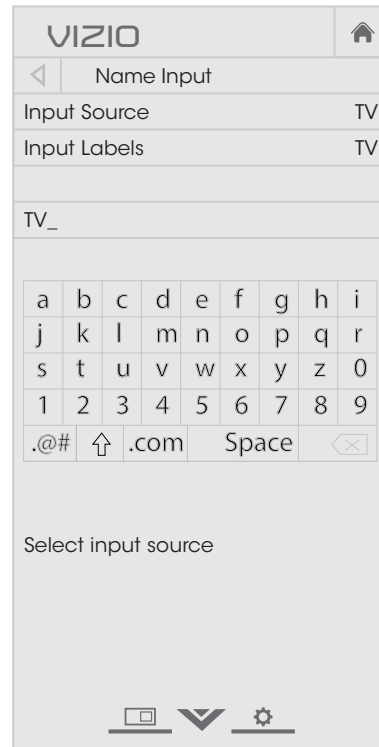 VIZIO
Name Input
Input Source TV
Input Labels TV
TV_
a b c d e f g h i
j k l m n o p q r
s t u v w x y z 0
1 2 3 4 5 6 7 8 9
.@# .com Space
Select input source